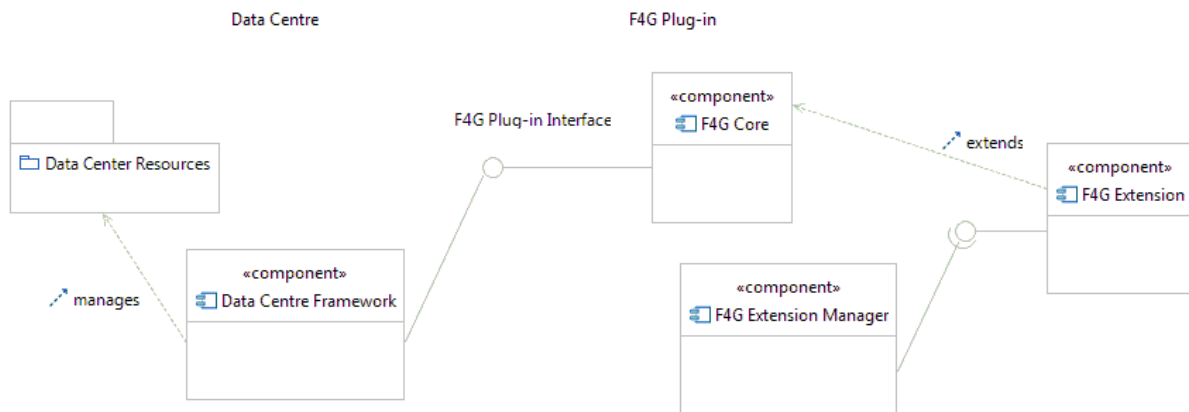 Data Centre
F4G Plug-in
«component»
F4G Core
F4G Plug-in Interface
extends
Data Center Resources
«component»
F4G Extension
«component»
Data Centre Framework
manages
«component»
F4G Extension Manager